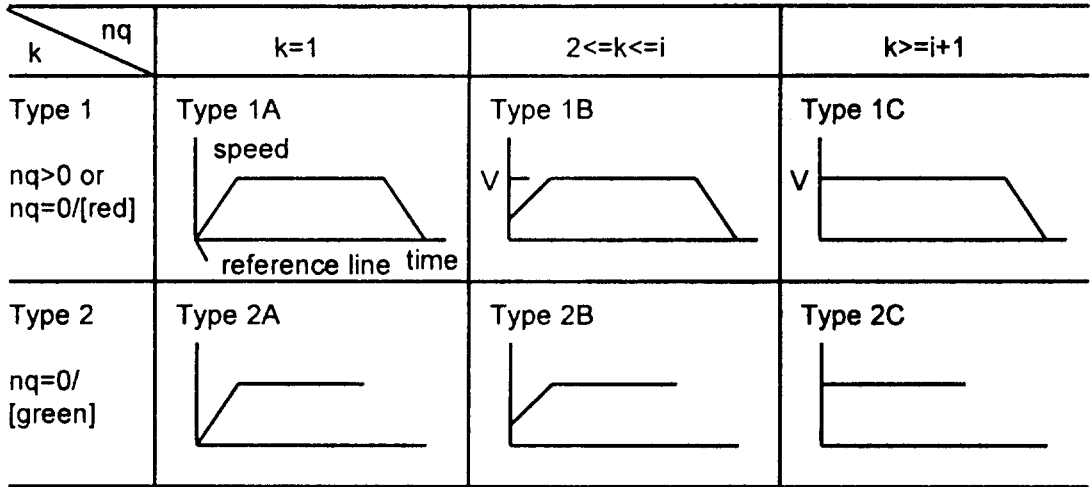 nq
k
k=1
2<=k<=i
k>=i+1
Type 1
nq>0 or
nq=0/[red]
Type 1A
speed
reference line
time
Type 1B
V
Type 1C
V
Type 2
nq=0/
[green]
Type 2A
Type 2B
Type 2C